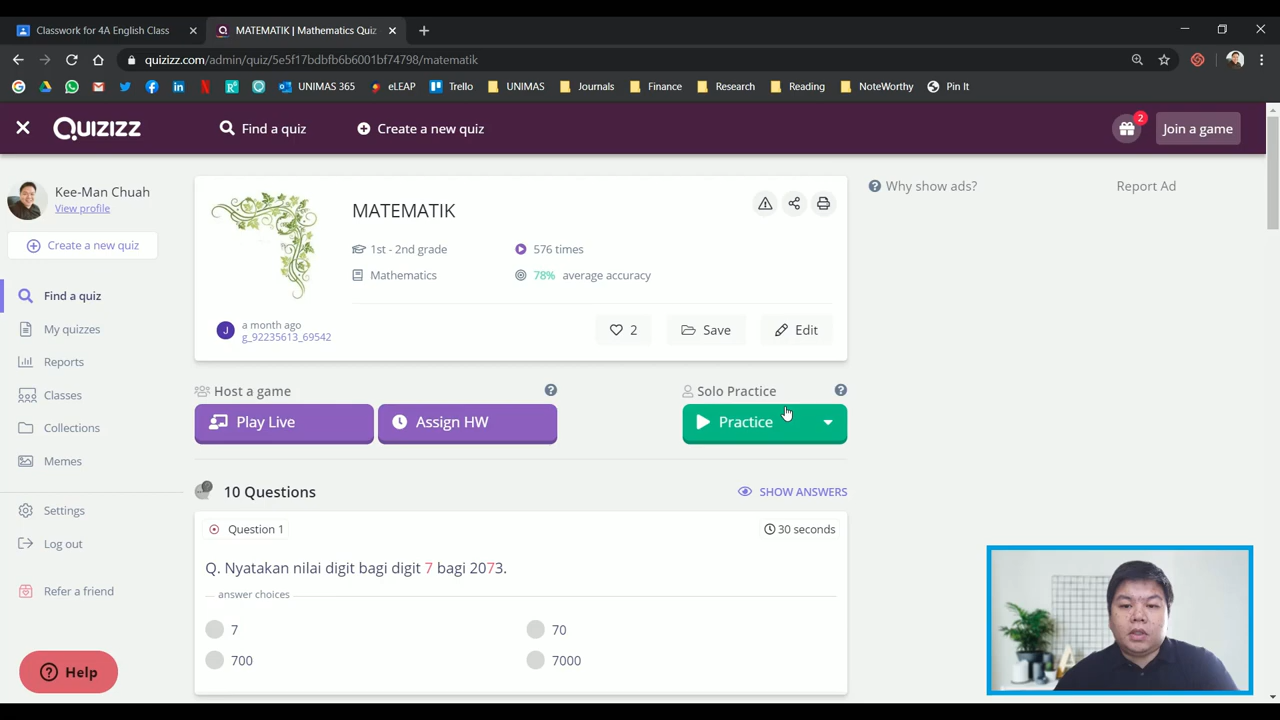 Classwork for 4A English Class
MATEMATIK | Mathematics Quiz
quizizz.com/admin/quiz/5e5f17bdbfb6b6001bf74798/matematik
UNIMAS 365
eLEAP
Trello
UNIMAS
Journals
Finance
Research
Reading
NoteWorthy
Pin It
Quizizz
Find a quiz
Create a new quiz
2
Join a game
Kee-Man Chuah
View profile
Create a new quiz
Find a quiz
My quizzes
Reports
Classes
Collections
Memes
Settings
Log out
Refer a friend
Help
MATEMATIK
1st - 2nd grade
576 times
Mathematics
78% average accuracy
J
a month ago
g_92235613_69542
2
Save
Edit
Why show ads?
Report Ad
Host a game
Solo Practice
Play Live
Assign HW
Practice
10 Questions
SHOW ANSWERS
Question 1
30 seconds
Q. Nyatakan nilai digit bagi digit 7 bagi 2073.
answer choices
7
70
700
7000